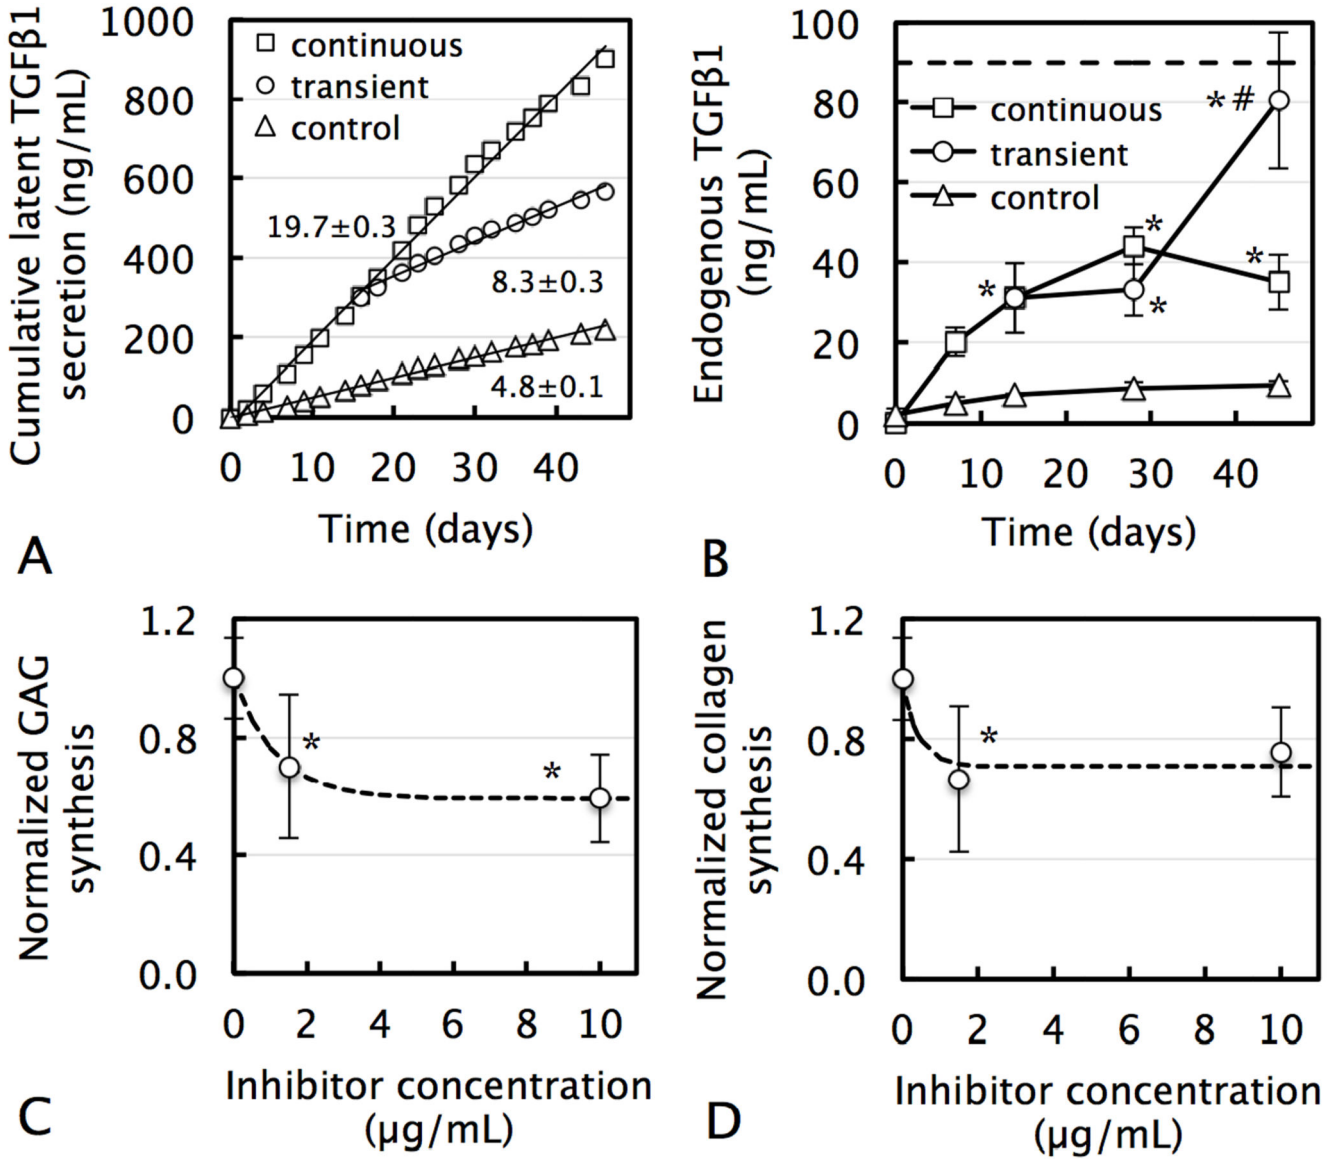 Cumulative latent TGFβ1
secretion (ng/mL)
1000
800
600
400
200
0
continuous
transient
control
19.7±0.3
8.3±0.3
4.8±0.1
0 10 20 30 40
Time (days)
A
Endogenous TGFβ1
(ng/mL)
100
80
60
40
20
0
continuous
transient
control
*#
*
*
*
*
0 10 20 30 40
Time (days)
B
Normalized GAG
synthesis
1.2
0.8
0.4
0.0
*
*
0 2 4 6 8 10
Inhibitor concentration
(µg/mL)
C
Normalized collagen
synthesis
1.2
0.8
0.4
0.0
*
0 2 4 6 8 10
Inhibitor concentration
(µg/mL)
D